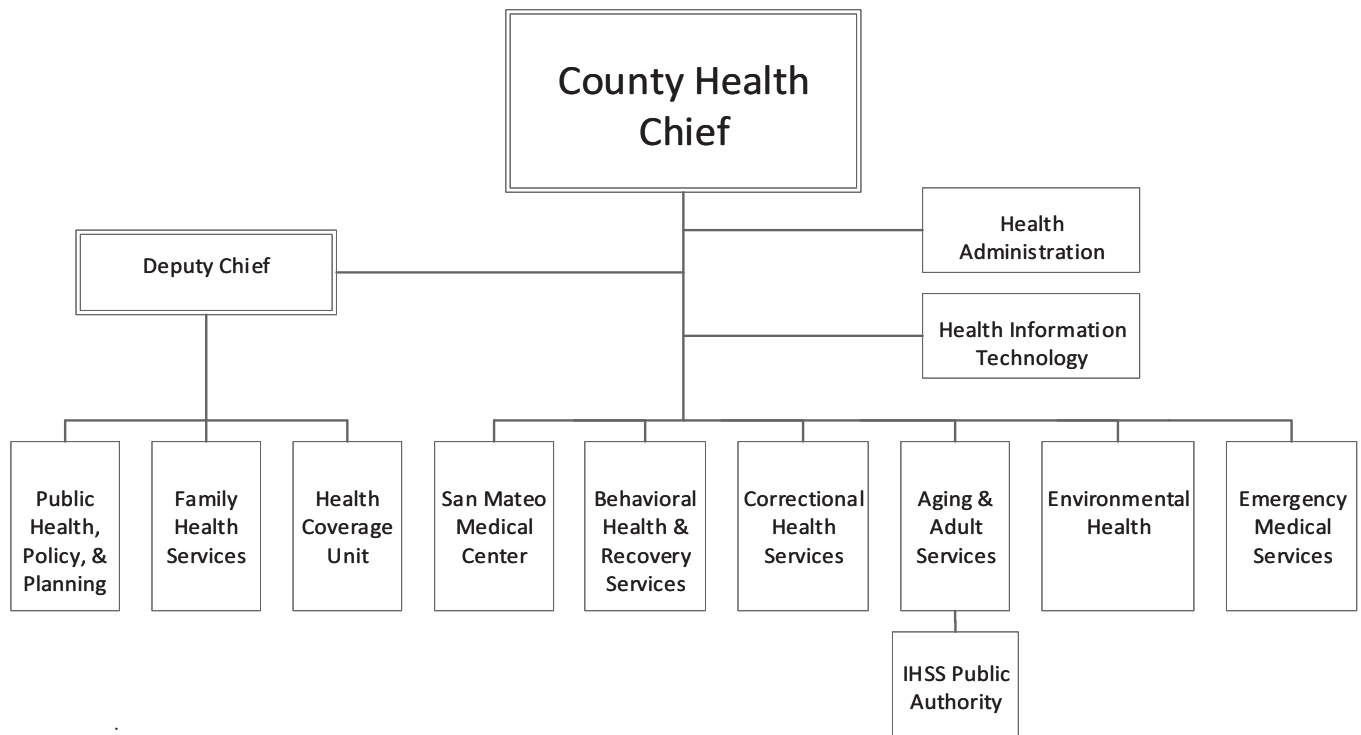 County Health
Chief
Health
Administration
Deputy Chief
Health Information
Technology
Public
Health,
Policy, &
Planning
Family
Health
Services
Health
Coverage
Unit
San Mateo
Medical
Center
Behavioral
Health &
Recovery
Services
Correctional
Health
Services
Aging &
Adult
Services
Environmental
Health
Emergency
Medical
Services
IHSS Public
Authority